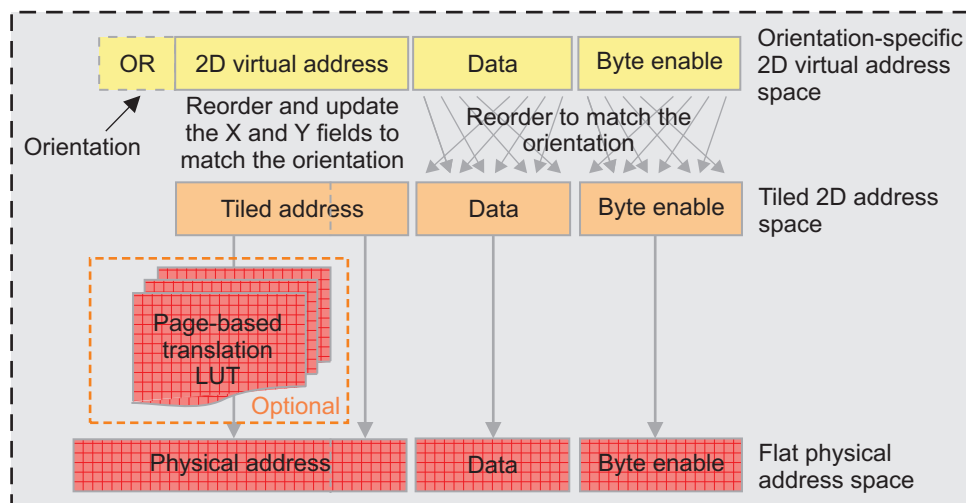 OR
2D virtual address
Data
Byte enable
Orientation-specific
2D virtual address
space
Orientation
Reorder and update
the X and Y fields to
match the orientation
Reorder to match the
orientation
Tiled address
Data
Byte enable
Tiled 2D address
space
Page-based
translation
LUT
Optional
Physical address
Data
Byte enable
Flat physical
address space